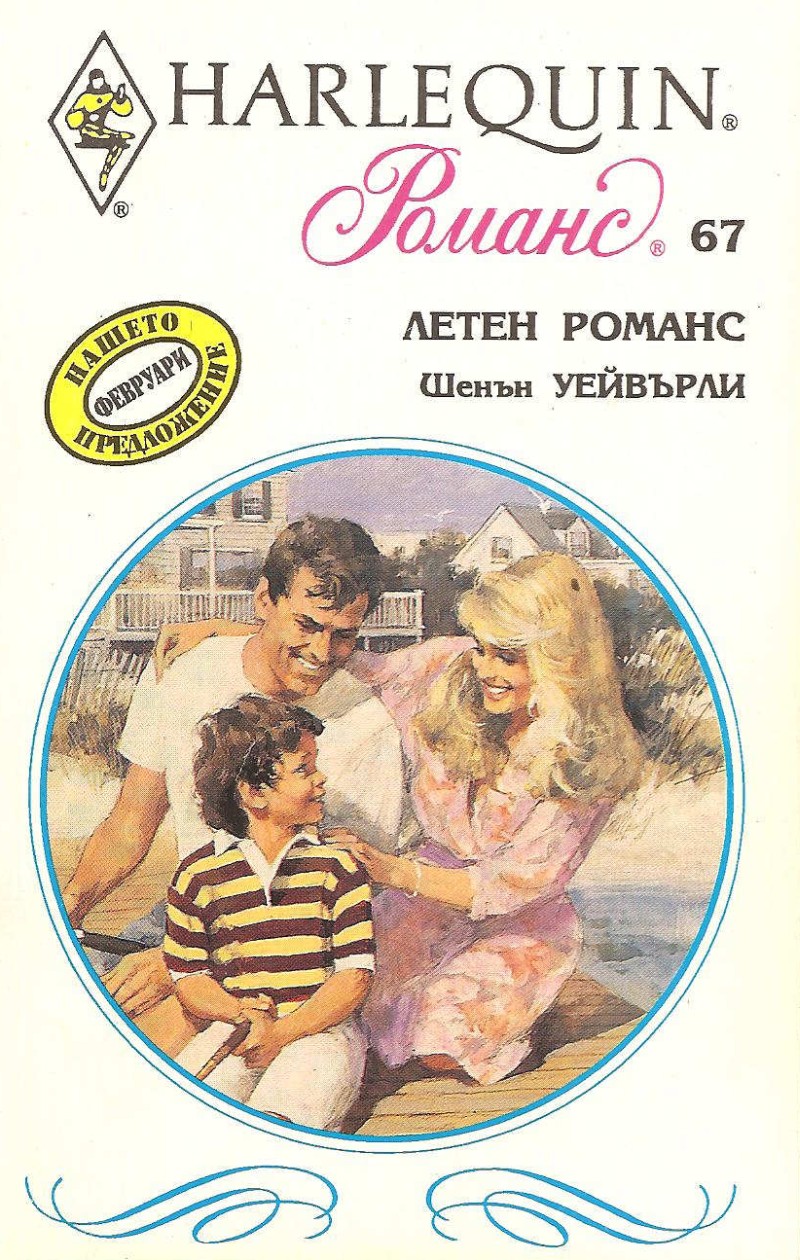 HARLEQUIN®
Романс® 67
ЛЕТЕН РОМАНС
Шенън УЕЙВЪРЛИ
НАШЕТО
ФЕВРУАРИ
ПРЕДЛОЖЕНИЕ
®